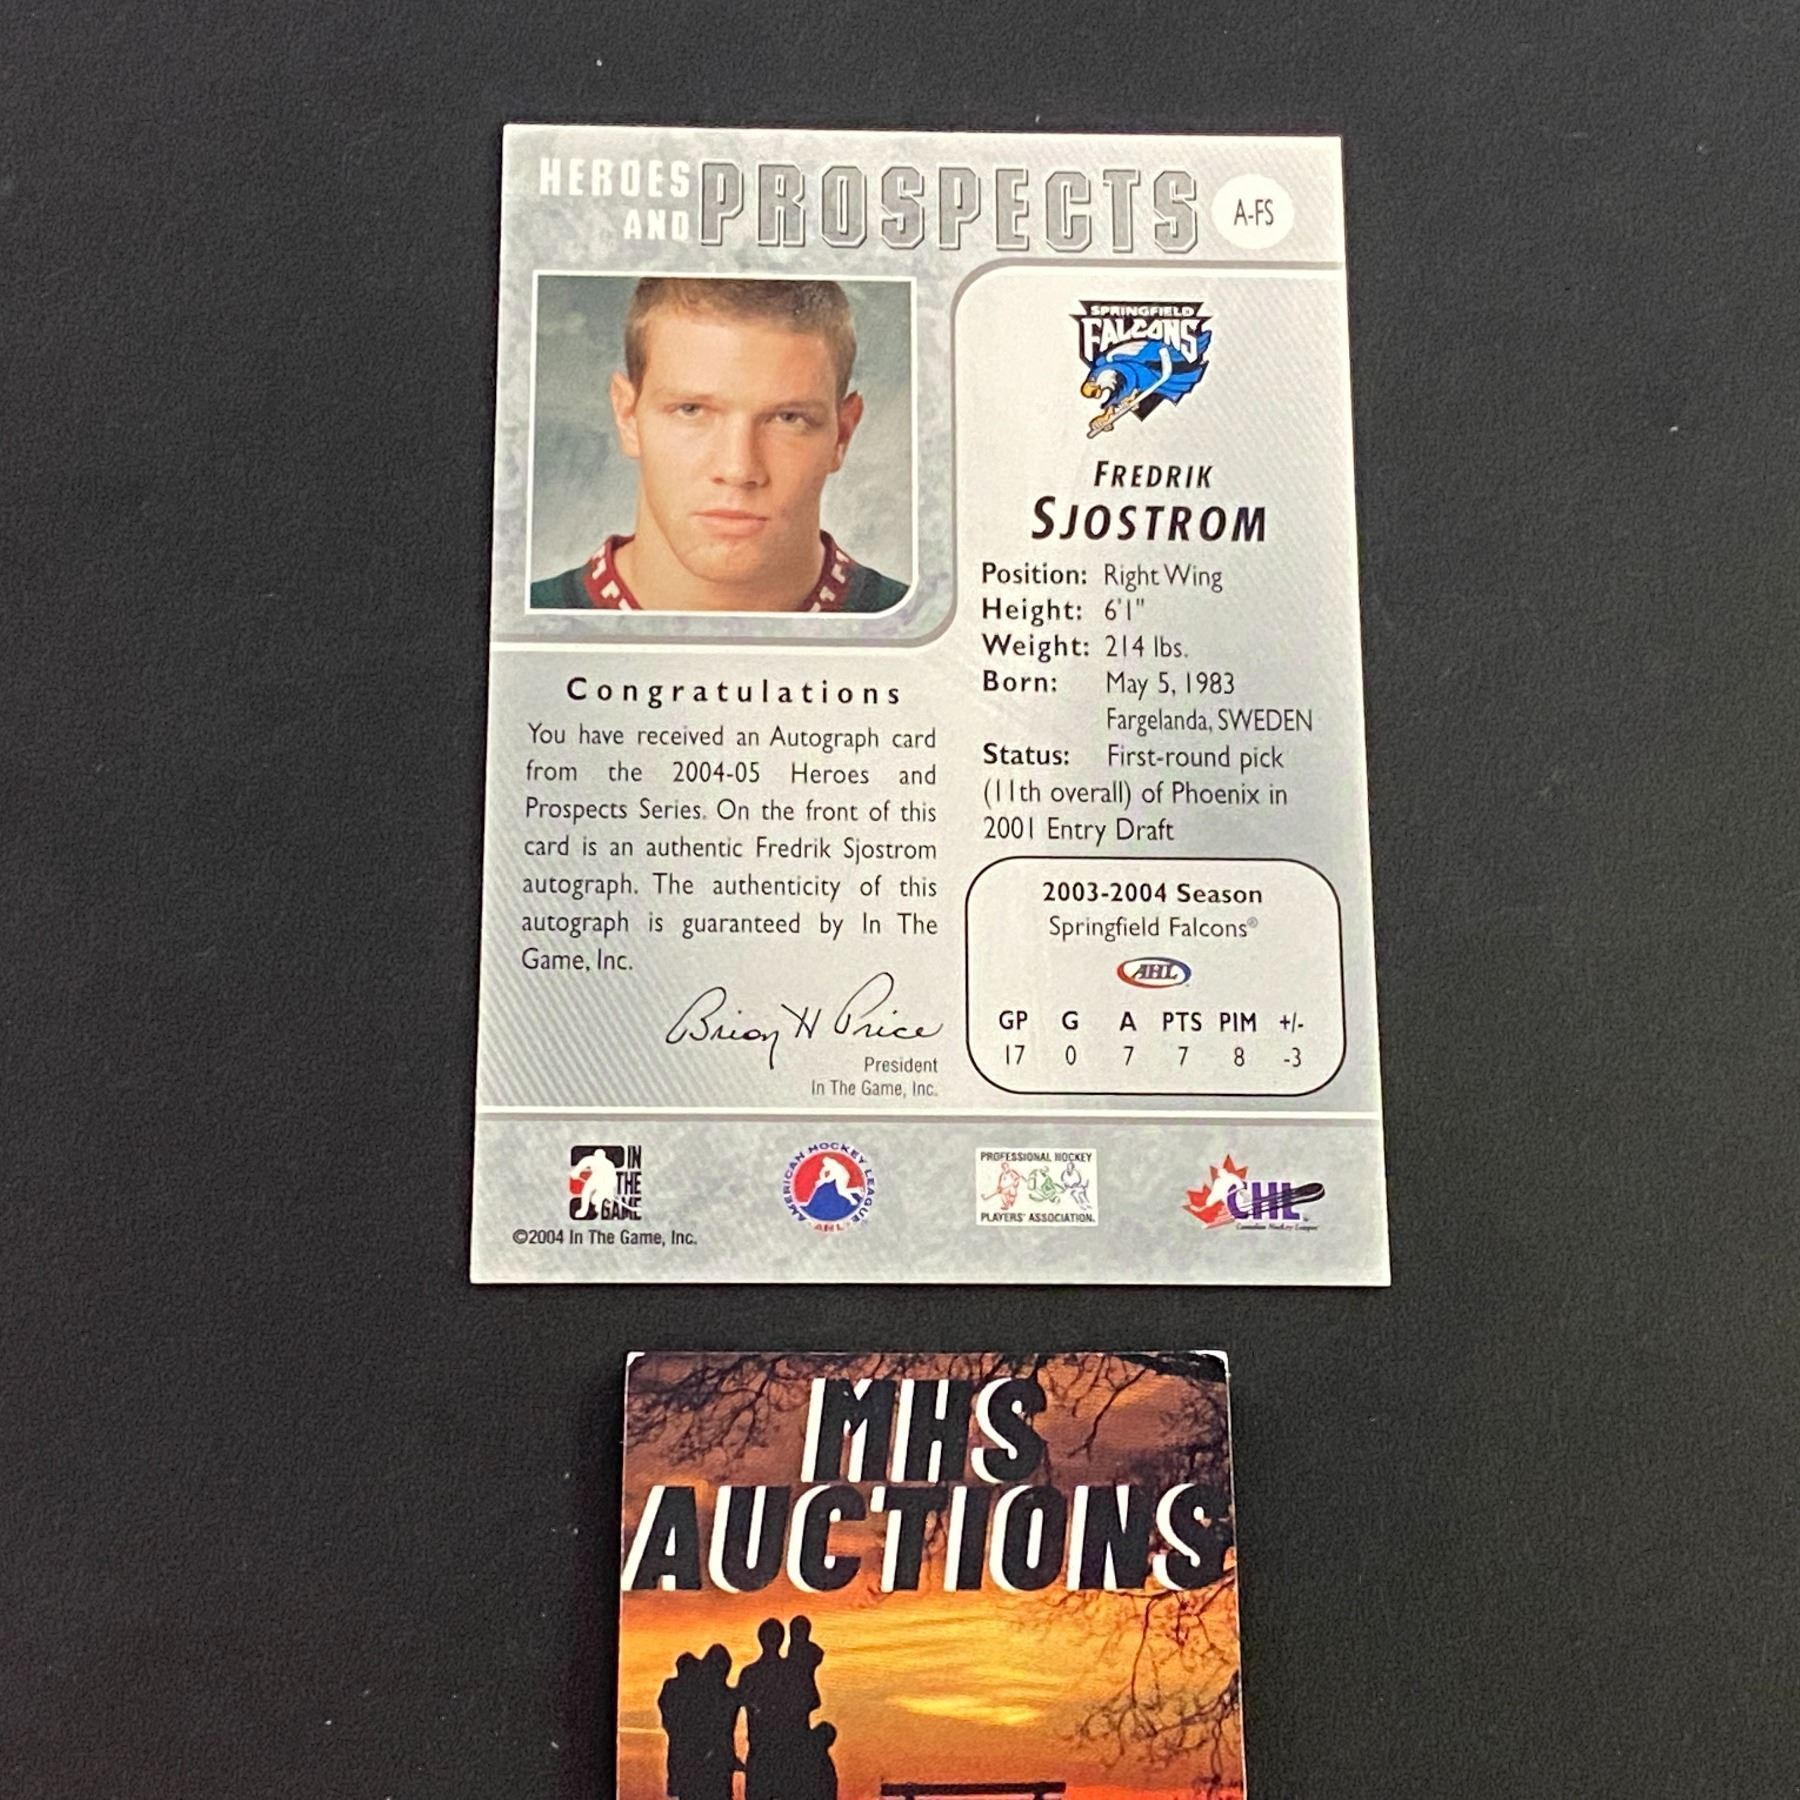 HEROES
AND PROSPECTS
A-FS
SPRINGFIELD
FALCONS
FREDRIK
SJOSTROM
Position: Right Wing
Height: 6'1"
Weight: 214 lbs.
Born: May 5, 1983
Fargelanda, SWEDEN
Status: First-round pick
(11th overall) of Phoenix in
2001 Entry Draft
Congratulations
You have received an Autograph card
from the 2004-05 Heroes and
Prospects Series. On the front of this
card is an authentic Fredrik Sjostrom
autograph. The authenticity of this
autograph is guaranteed by In The
Game, Inc.
Brian H Price
President
In The Game, Inc.
2003-2004 Season
Springfield Falcons®
AHL
GP G A PTS PIM +/-
17 0 7 7 8 -3
IN
THE
GAME
©2004 In The Game, Inc.
AMERICAN HOCKEY LEAGUE
AHL
PROFESSIONAL HOCKEY
PLAYERS' ASSOCIATION.
CHL
Canadian Hockey League
MHS
AUCTIONS